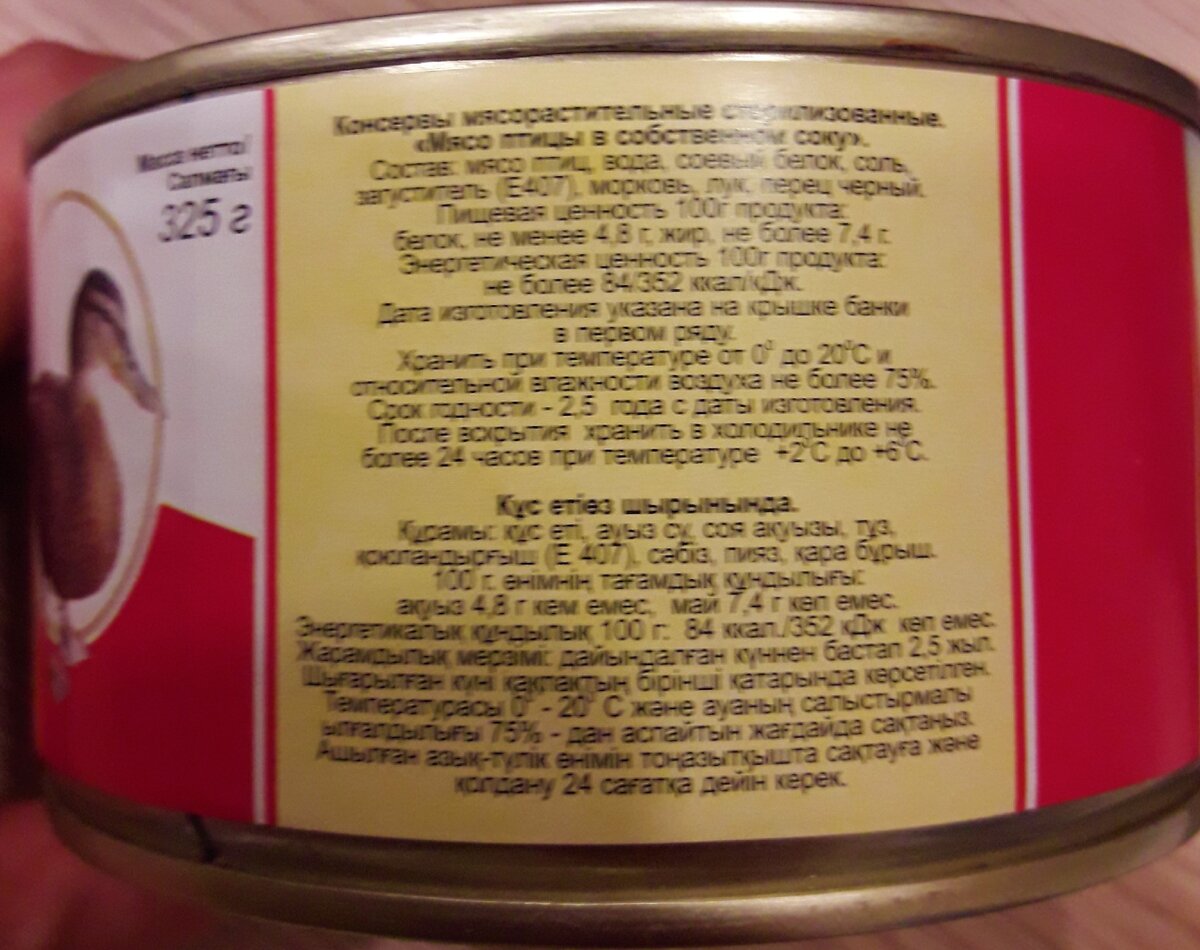 Масса нетто/
Салмағы
325 г
Консервы мясорастительные стерилизованные.
«Мясо птицы в собственном соку».
Состав: мясо птиц, вода, соевый белок, соль,
загуститель (Е407), морковь, лук, перец черный.
Пищевая ценность 100г продукта:
белок, не менее 4,8 г, жир, не более 7,4 г.
Энергетическая ценность 100г продукта:
не более 84/352 ккал/кДж.
Дата изготовления указана на крышке банки
в первом ряду.
Хранить при температуре от 0° до 20°С и
относительной влажности воздуха не более 75%.
Срок годности - 2,5 года с даты изготовления.
После вскрытия хранить в холодильнике не
более 24 часов при температуре +2°С до +6°С.
Құс етіөз шырынында.
Құрамы: құс еті, ауыз су, соя ақуызы, тұз,
қоюландырғыш (Е 407), сәбіз, пияз, қара бұрыш.
100 г. өнімнің тағамдық құндылығы:
ақуыз 4,8 г кем емес, май 7,4 г көп емес.
Энергетикалық құндылық 100 г: 84 ккал./352 кДж көп емес.
Жарамдылық мерзімі: дайындалған күннен бастап 2,5 жыл.
Шығарылған күні қақпақтың бірінші қатарында көрсетілген.
Температурасы 0° - 20° С және ауаның салыстырмалы
ылғалдылығы 75% - дан аспайтын жағдайда сақтаңыз.
Ашылған азық-түлік өнімін тоңазытқышта сақтауға және
қолдану 24 сағатқа дейін керек.